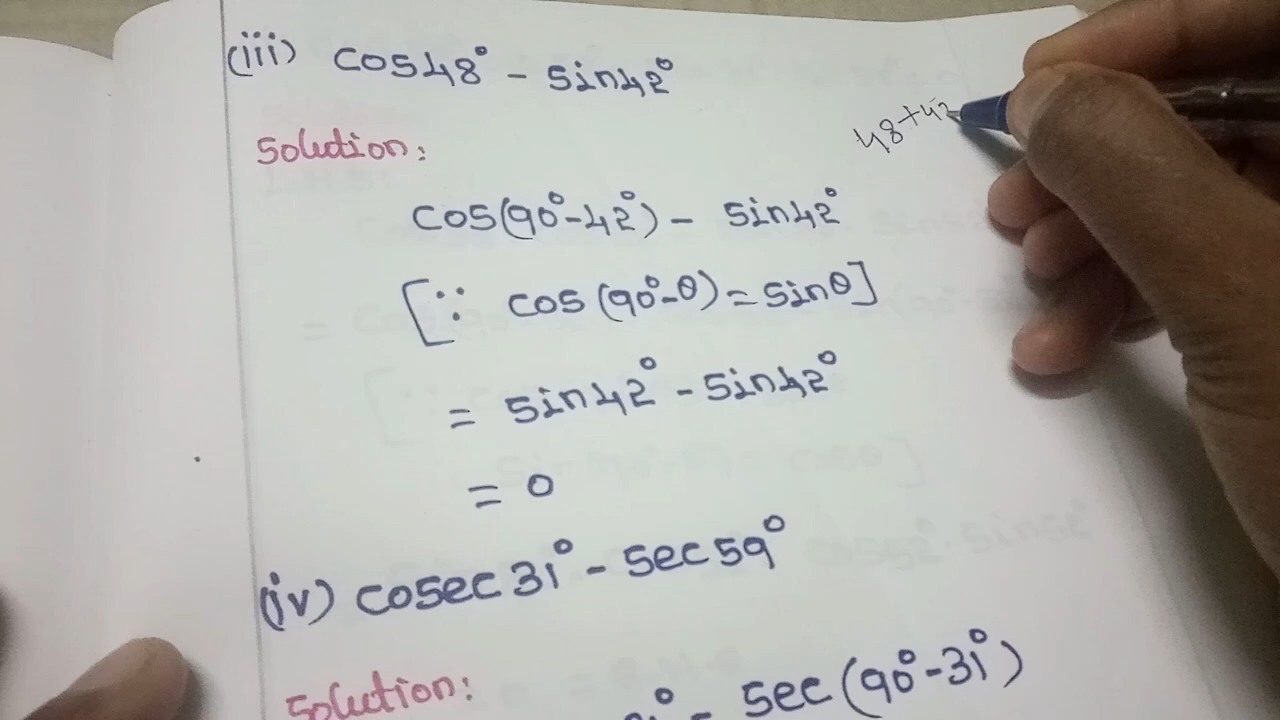 (iii) cos48° - sin42°
48+42
Solution:
cos(90°-42°) - sin42°
[∵ cos(90°-θ) = sinθ]
= sin42° - sin42°
= 0
(iv) cosec31° - sec59°
Solution:
- sec(90°-31°)